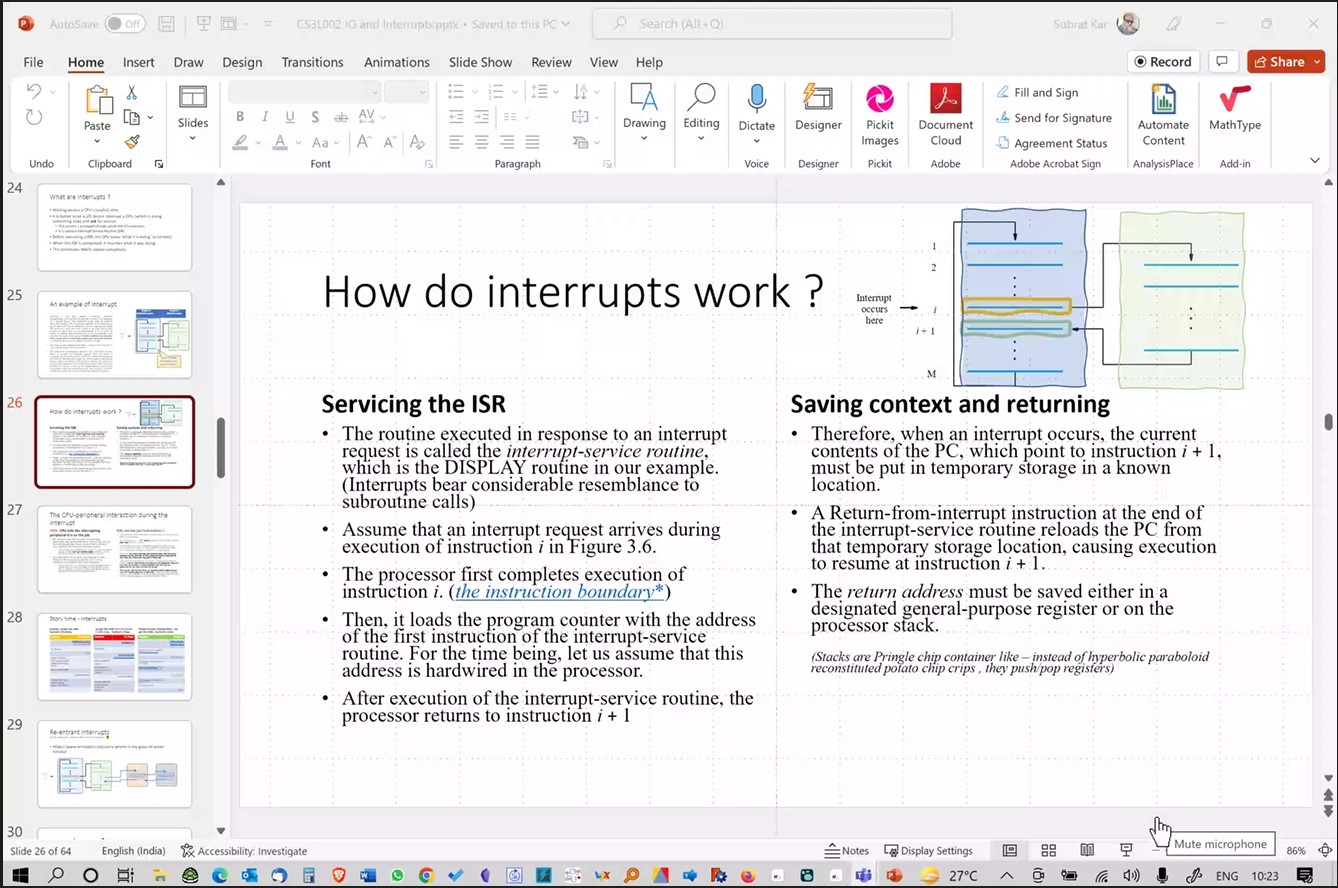 AutoSave Off CS3L002 IO and Interrupts.pptx • Saved to this PC Search (Alt+Q) Subrat Kar
File Home Insert Draw Design Transitions Animations Slide Show Review View Help Record Share
Paste Slides B I U S ab AV Drawing Editing Dictate Designer Pickit Images Document Cloud Fill and Sign Send for Signature Agreement Status Automate Content MathType
Aa A A
Undo Clipboard Font Paragraph Voice Designer Pickit Adobe Adobe Acrobat Sign AnalysisPlace Add-in
24
What are Interrupts ?
25
An example of interrupt
26
How do interrupts work ?
27
The CPU-peripheral interaction during the
interrupt
28
Story time - Interrupts
29
Re-entrant Interrupts
30
How do interrupts work ?
Interrupt
occurs
here
1
2
i
i + 1
M
Servicing the ISR
• The routine executed in response to an interrupt
request is called the interrupt-service routine,
which is the DISPLAY routine in our example.
(Interrupts bear considerable resemblance to
subroutine calls)
• Assume that an interrupt request arrives during
execution of instruction i in Figure 3.6.
• The processor first completes execution of
instruction i. (the instruction boundary*)
• Then, it loads the program counter with the address
of the first instruction of the interrupt-service
routine. For the time being, let us assume that this
address is hardwired in the processor.
• After execution of the interrupt-service routine, the
processor returns to instruction i + 1
Saving context and returning
• Therefore, when an interrupt occurs, the current
contents of the PC, which point to instruction i + 1,
must be put in temporary storage in a known
location.
• A Return-from-interrupt instruction at the end of
the interrupt-service routine reloads the PC from
that temporary storage location, causing execution
to resume at instruction i + 1.
• The return address must be saved either in a
designated general-purpose register or on the
processor stack.
(Stacks are Pringle chip container like – instead of hyperbolic paraboloid
reconstituted potato chip crips , they push/pop registers)
Mute microphone
Slide 26 of 64 English (India) Accessibility: Investigate Notes Display Settings 86%
27°C ENG 10:23